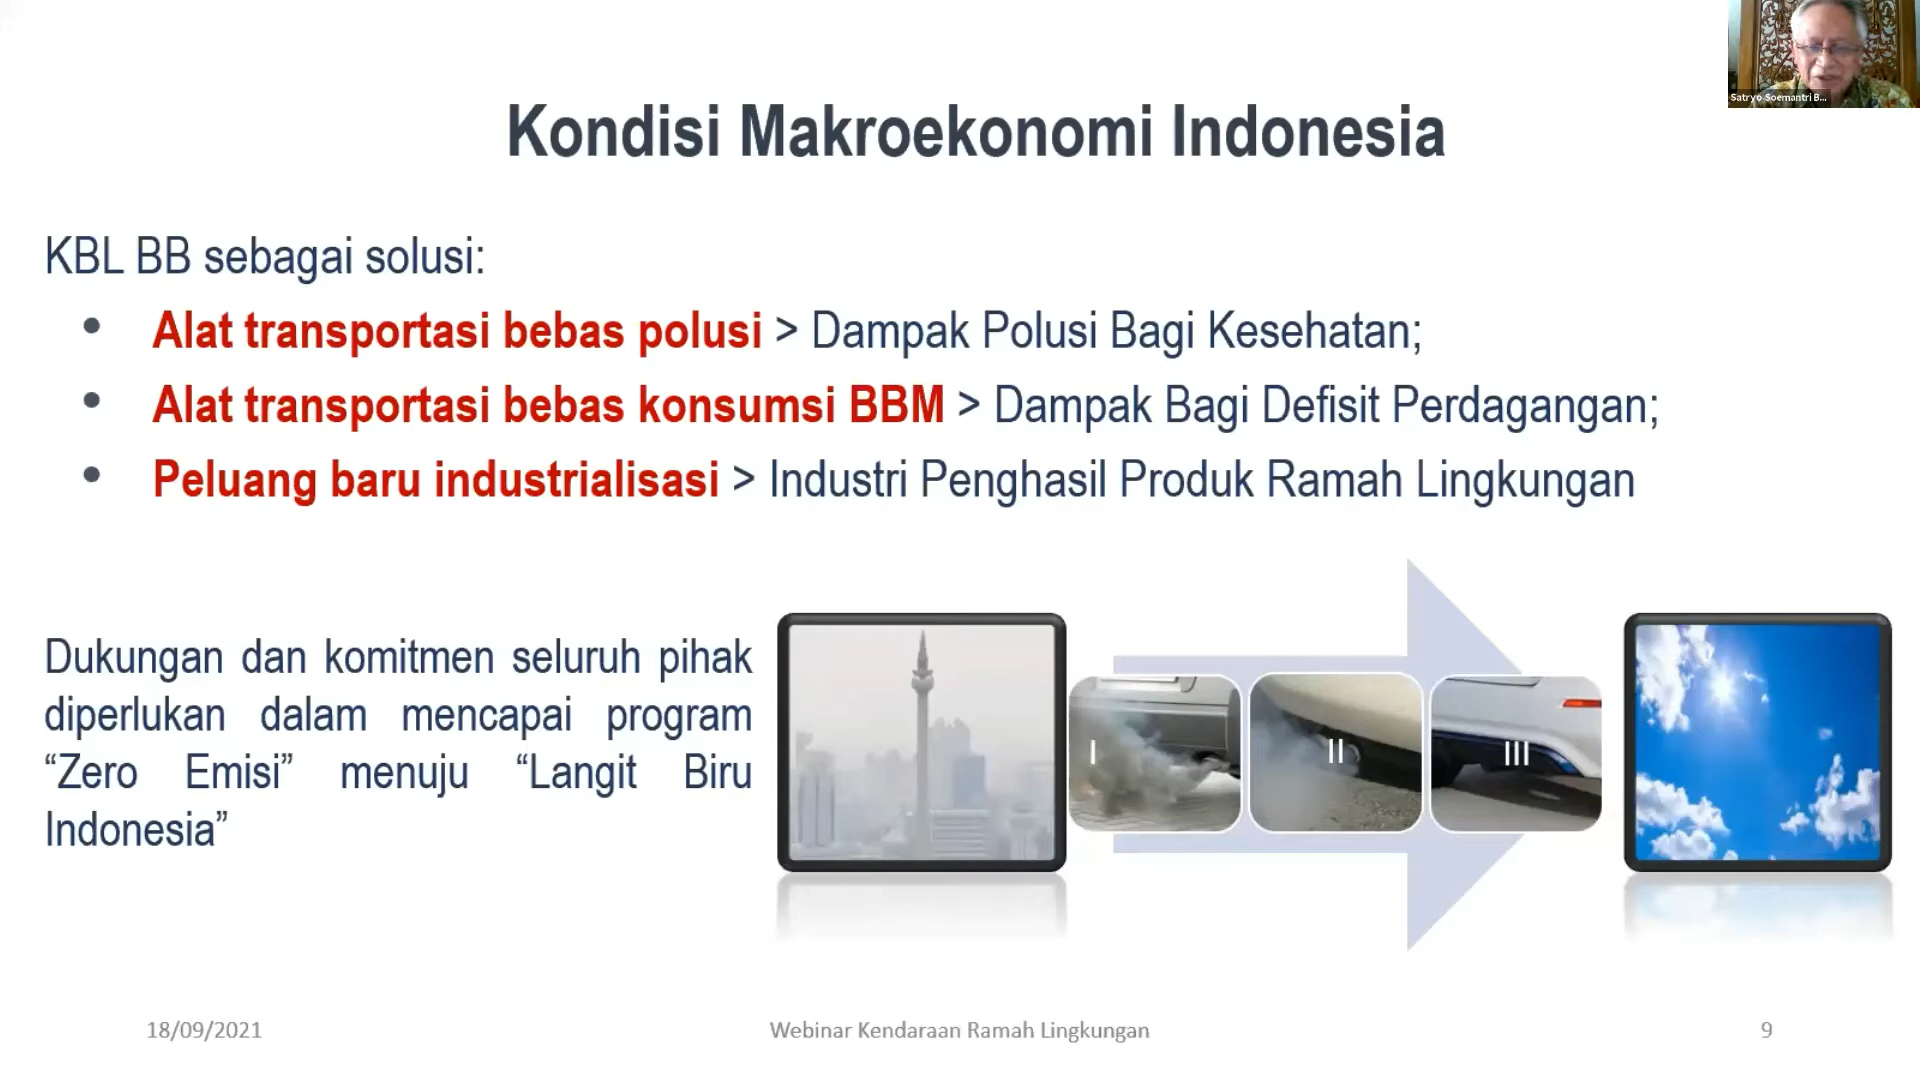 Satryo Soemantri B...
Kondisi Makroekonomi Indonesia
KBL BB sebagai solusi:
• Alat transportasi bebas polusi > Dampak Polusi Bagi Kesehatan;
• Alat transportasi bebas konsumsi BBM > Dampak Bagi Defisit Perdagangan;
• Peluang baru industrialisasi > Industri Penghasil Produk Ramah Lingkungan
Dukungan dan komitmen seluruh pihak
diperlukan dalam mencapai program
“Zero Emisi” menuju “Langit Biru
Indonesia”
I
II
III
18/09/2021
Webinar Kendaraan Ramah Lingkungan
9